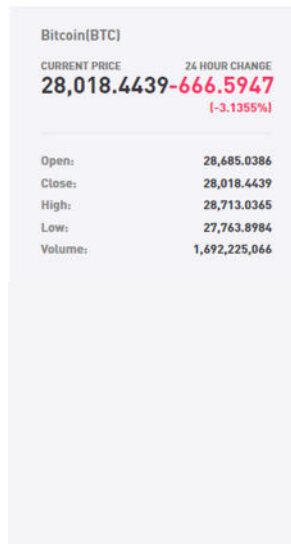 Bitcoin(BTC)
CURRENT PRICE 24 HOUR CHANGE
28,018.4439-666.5947
(-3.1355%)
Open: 28,685.0386
Close: 28,018.4439
High: 28,713.0365
Low: 27,763.8984
Volume: 1,692,225,066